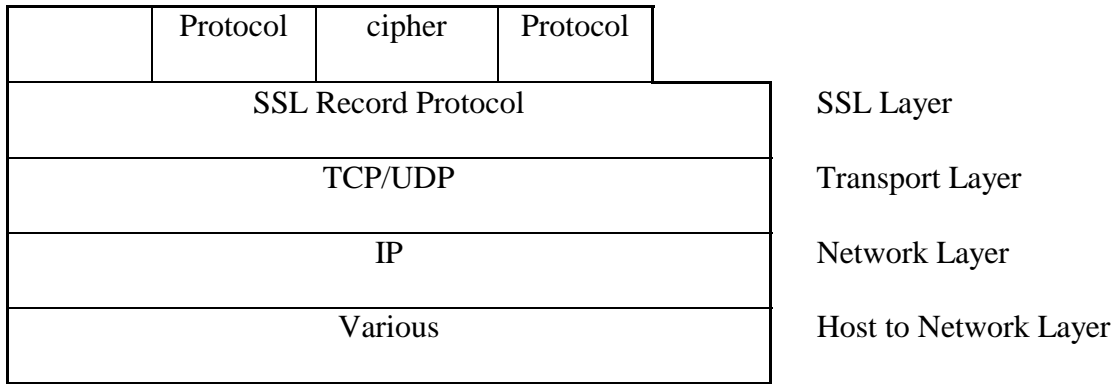 Protocol cipher Protocol
SSL Record Protocol SSL Layer
TCP/UDP Transport Layer
IP Network Layer
Various Host to Network Layer